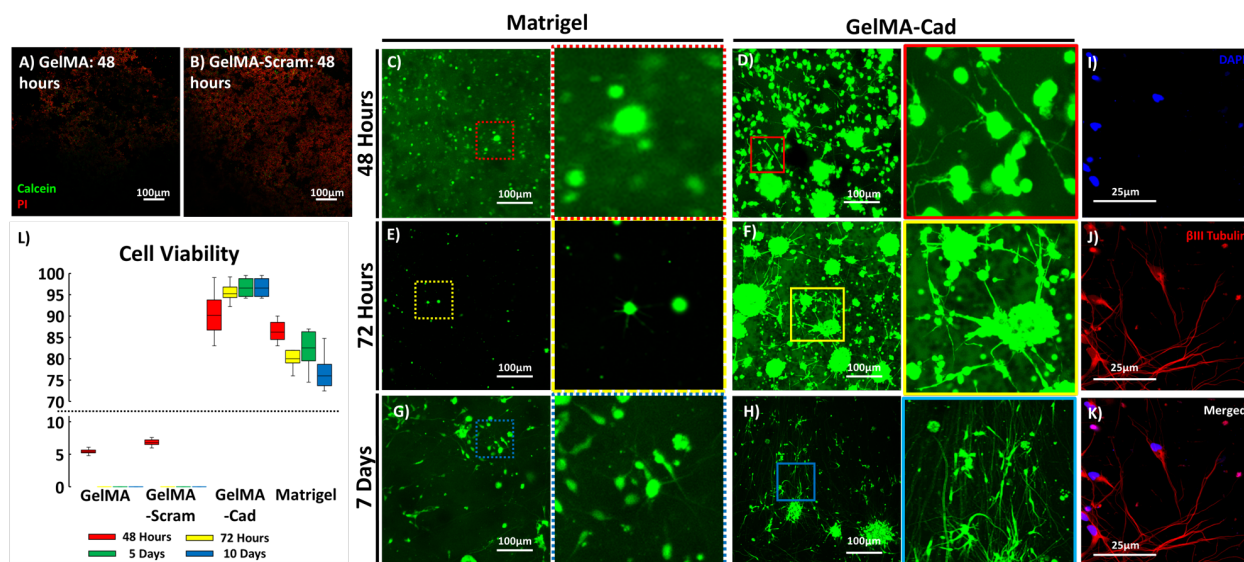 Matrigel
GelMA-Cad
A) GelMA: 48
hours
Calcein
PI
100µm
B) GelMA-Scram: 48
hours
100µm
48 Hours
C)
100µm
D)
100µm
I)
DAPI
25µm
72 Hours
E)
100µm
F)
100µm
J)
βIII Tubulin
25µm
7 Days
G)
100µm
H)
100µm
K)
Merged
25µm
L)
Cell Viability
100
95
90
85
80
75
70
10
5
0
GelMA
GelMA
-Scram
GelMA
-Cad
Matrigel
48 Hours
72 Hours
5 Days
10 Days